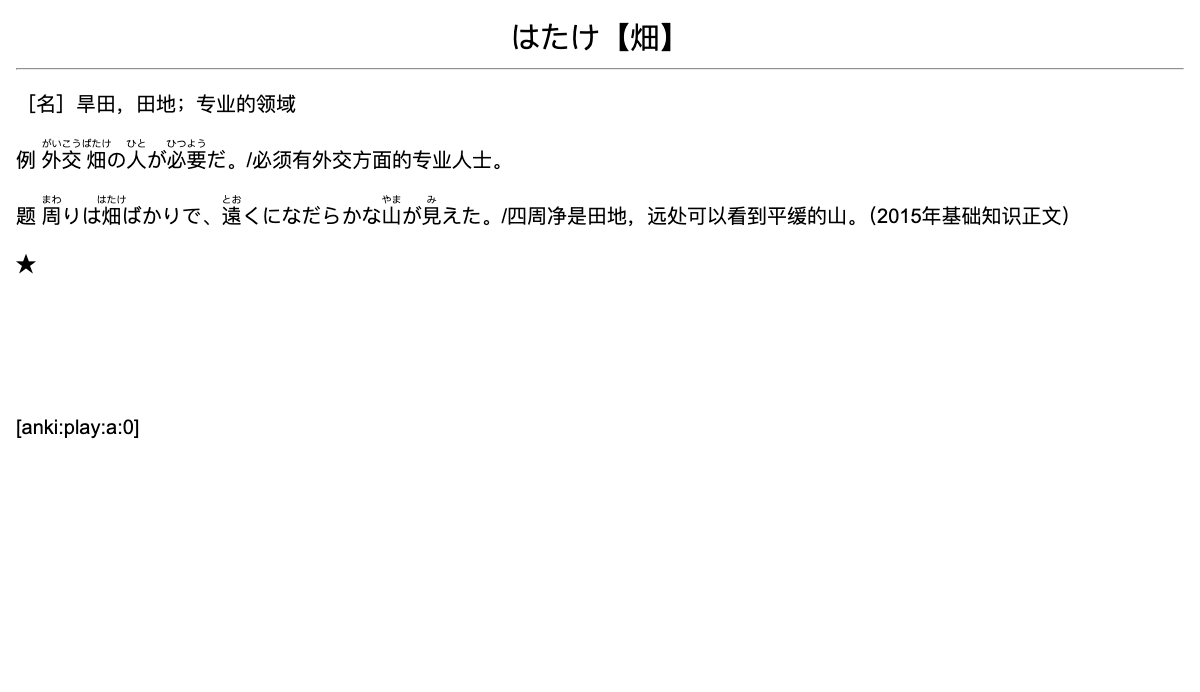 はたけ【畑】
［名］旱田，田地；专业的领域
がいこうばたけ ひと ひつよう
例 外交 畑の人が必要だ。/必须有外交方面的专业人士。
まわ はたけ とお やま み
题 周りは畑ばかりで、遠くになだらかな山が見えた。/四周净是田地，远处可以看到平缓的山。（2015年基础知识正文）
★
[anki:play:a:0]